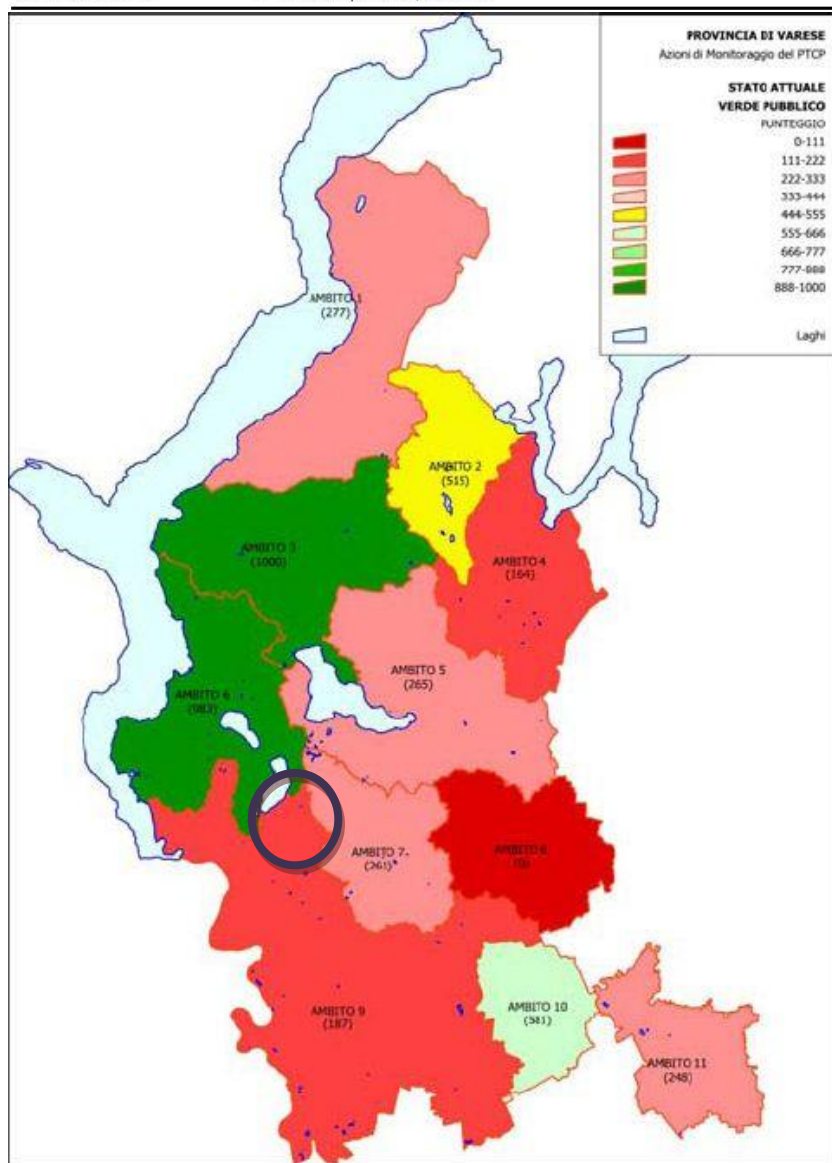 PROVINCIA DI VARESE
Azioni di Monitoraggio del PTCP
STATO ATTUALE
VERDE PUBBLICO
PUNTEGGIO
0-111
111-222
222-333
333-444
444-555
555-666
666-777
777-888
888-1000
Laghi
AMBITO 1
(277)
AMBITO 2
(515)
AMBITO 3
(1000)
AMBITO 4
(164)
AMBITO 5
(265)
AMBITO 6
(983)
AMBITO 7
(261)
AMBITO 8
AMBITO 9
(187)
AMBITO 10
(581)
AMBITO 11
(248)